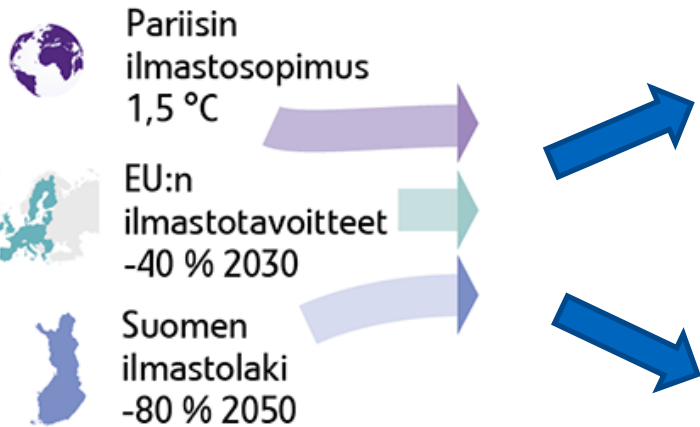 Pariisin
ilmastosopimus
1,5 °C
EU:n
ilmastotavoitteet
-40 % 2030
Suomen
ilmastolaki
-80 % 2050